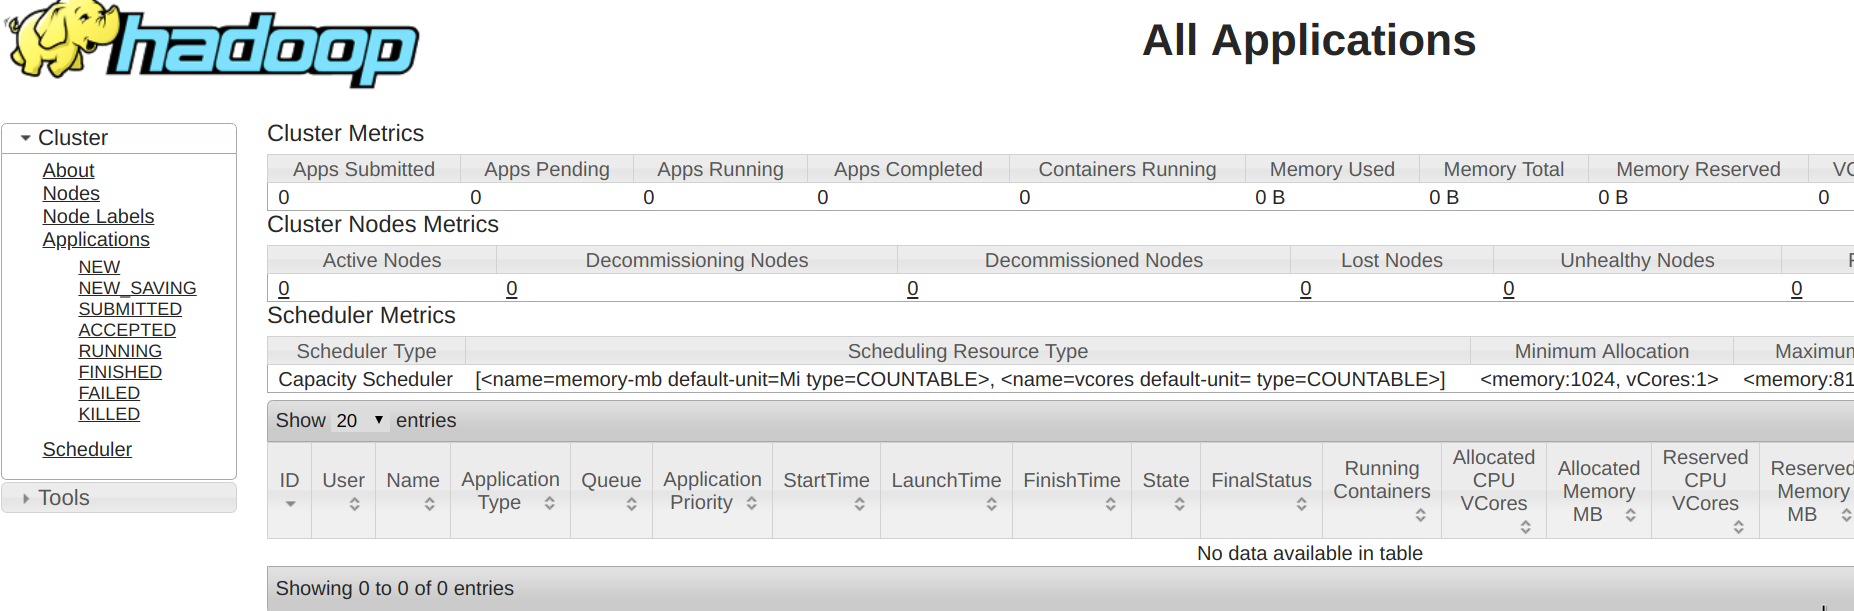 hadoop
All Applications
Cluster
About
Nodes
Node Labels
Applications
NEW
NEW_SAVING
SUBMITTED
ACCEPTED
RUNNING
FINISHED
FAILED
KILLED
Scheduler
Tools
Cluster Metrics
Apps Submitted Apps Pending Apps Running Apps Completed Containers Running Memory Used Memory Total Memory Reserved
0 0 0 0 0 0 B 0 B 0 B 0
Cluster Nodes Metrics
Active Nodes Decommissioning Nodes Decommissioned Nodes Lost Nodes Unhealthy Nodes
0 0 0 0 0 0
Scheduler Metrics
Scheduler Type Scheduling Resource Type Minimum Allocation Maximum
Capacity Scheduler [<name=memory-mb default-unit=Mi type=COUNTABLE>, <name=vcores default-unit= type=COUNTABLE>] <memory:1024, vCores:1> <memory:81
Show 20 entries
ID User Name Application Type Queue Application Priority StartTime LaunchTime FinishTime State FinalStatus Running Containers Allocated CPU VCores Allocated Memory MB Reserved CPU VCores Reserved Memory MB
No data available in table
Showing 0 to 0 of 0 entries